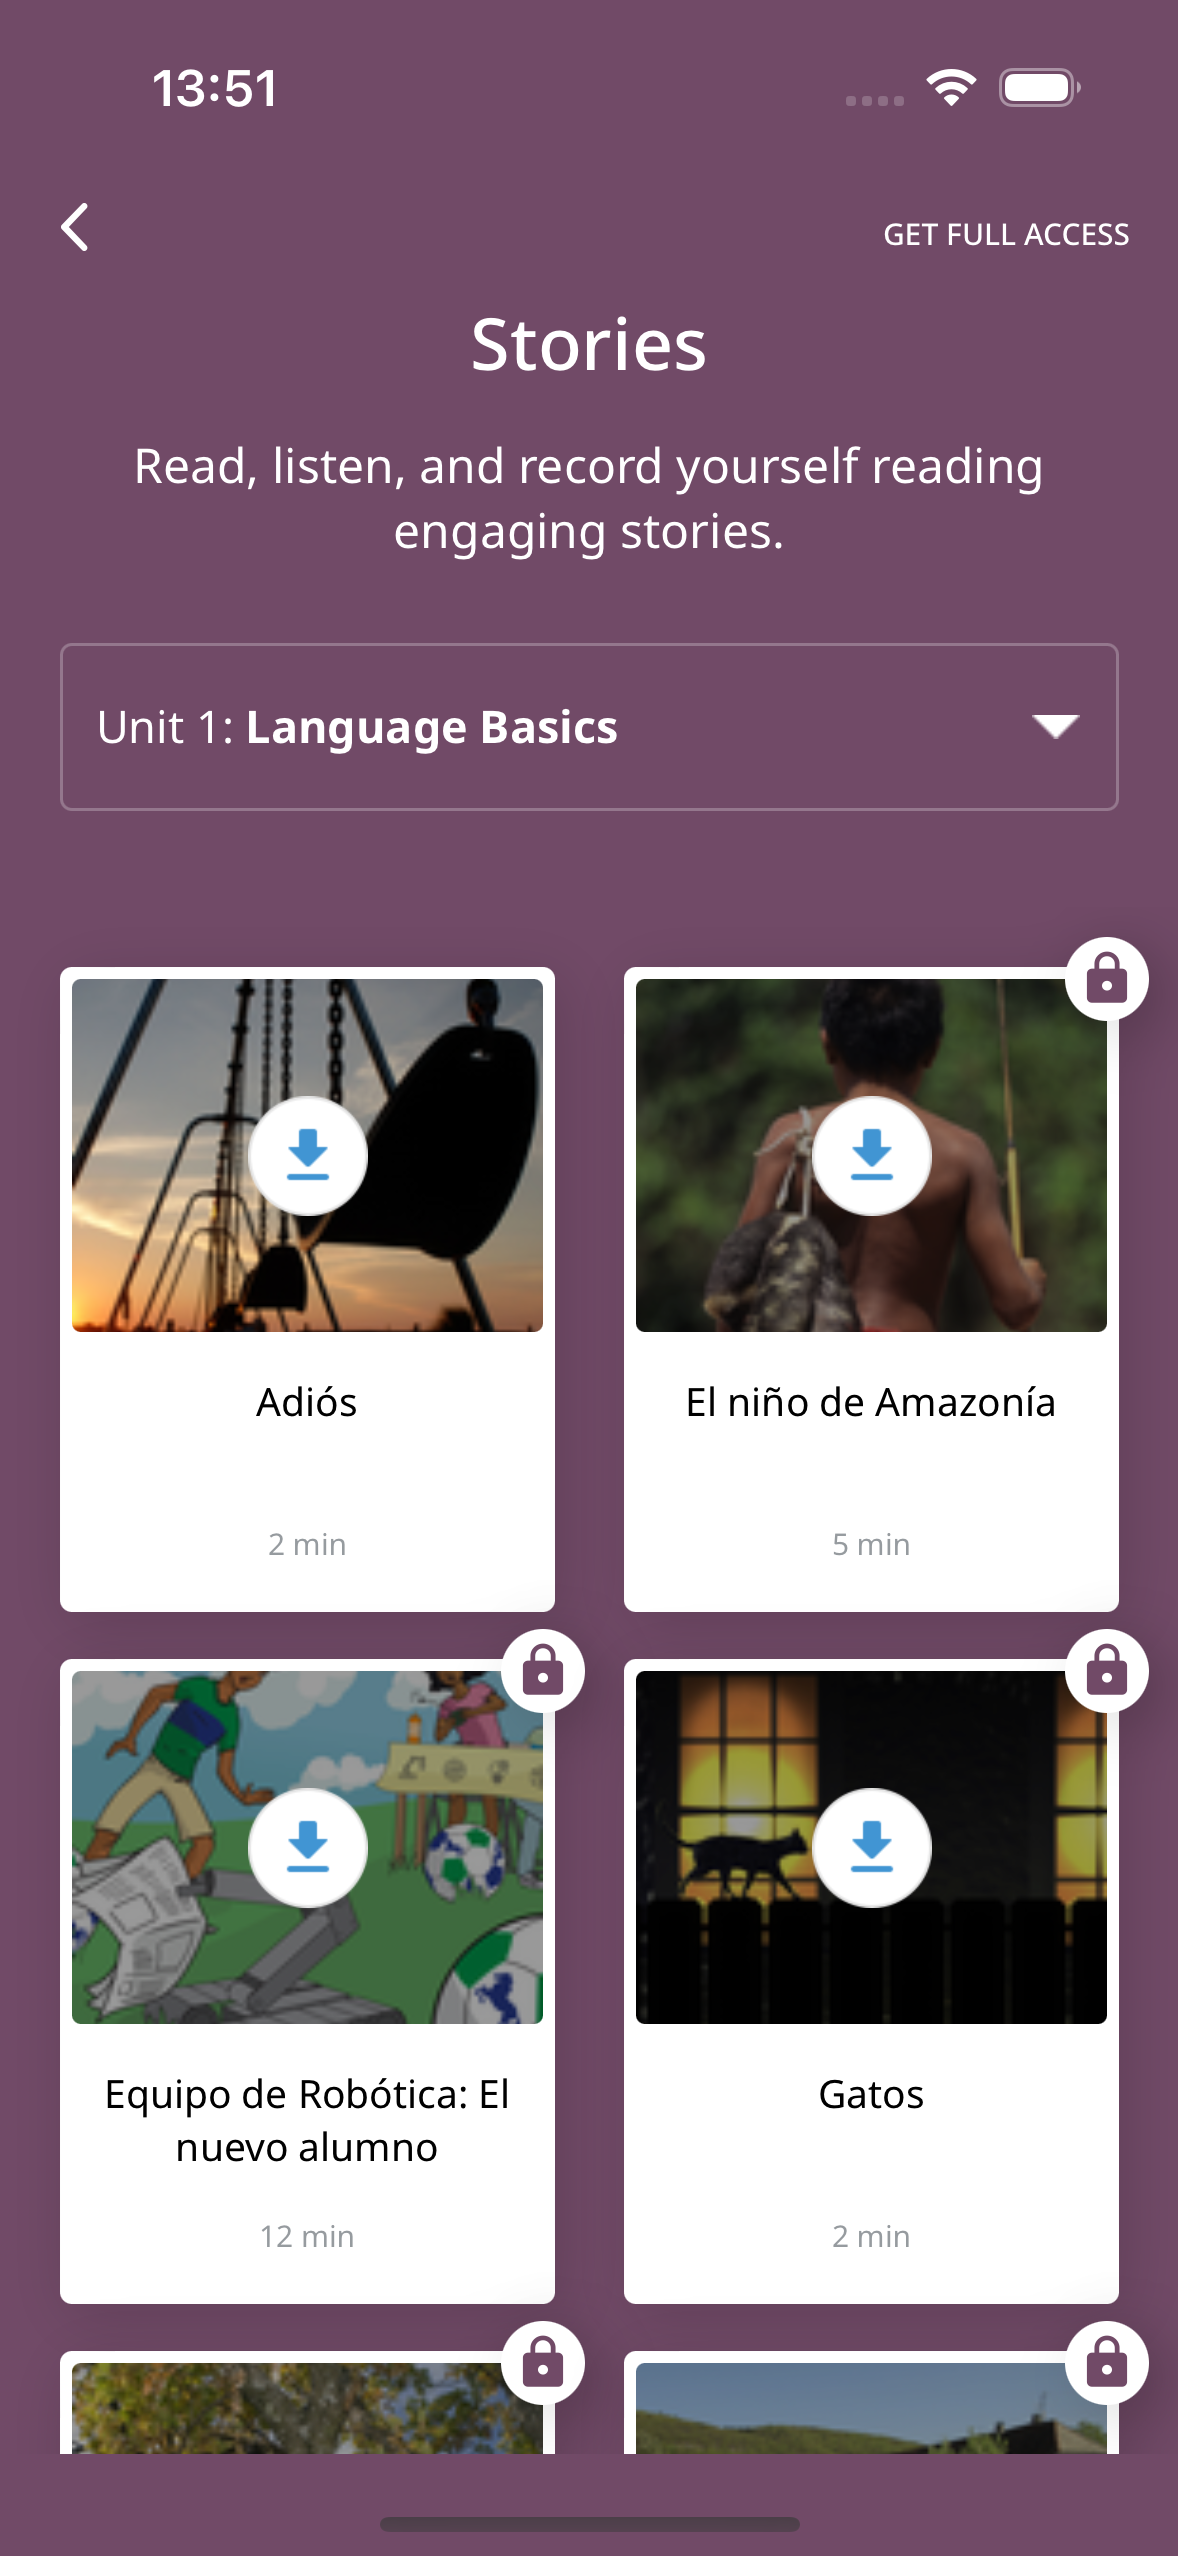 13:51
GET FULL ACCESS
Stories
Read, listen, and record yourself reading
engaging stories.
Unit 1: Language Basics
Adiós
2 min
El niño de Amazonía
5 min
Equipo de Robótica: El
nuevo alumno
12 min
Gatos
2 min